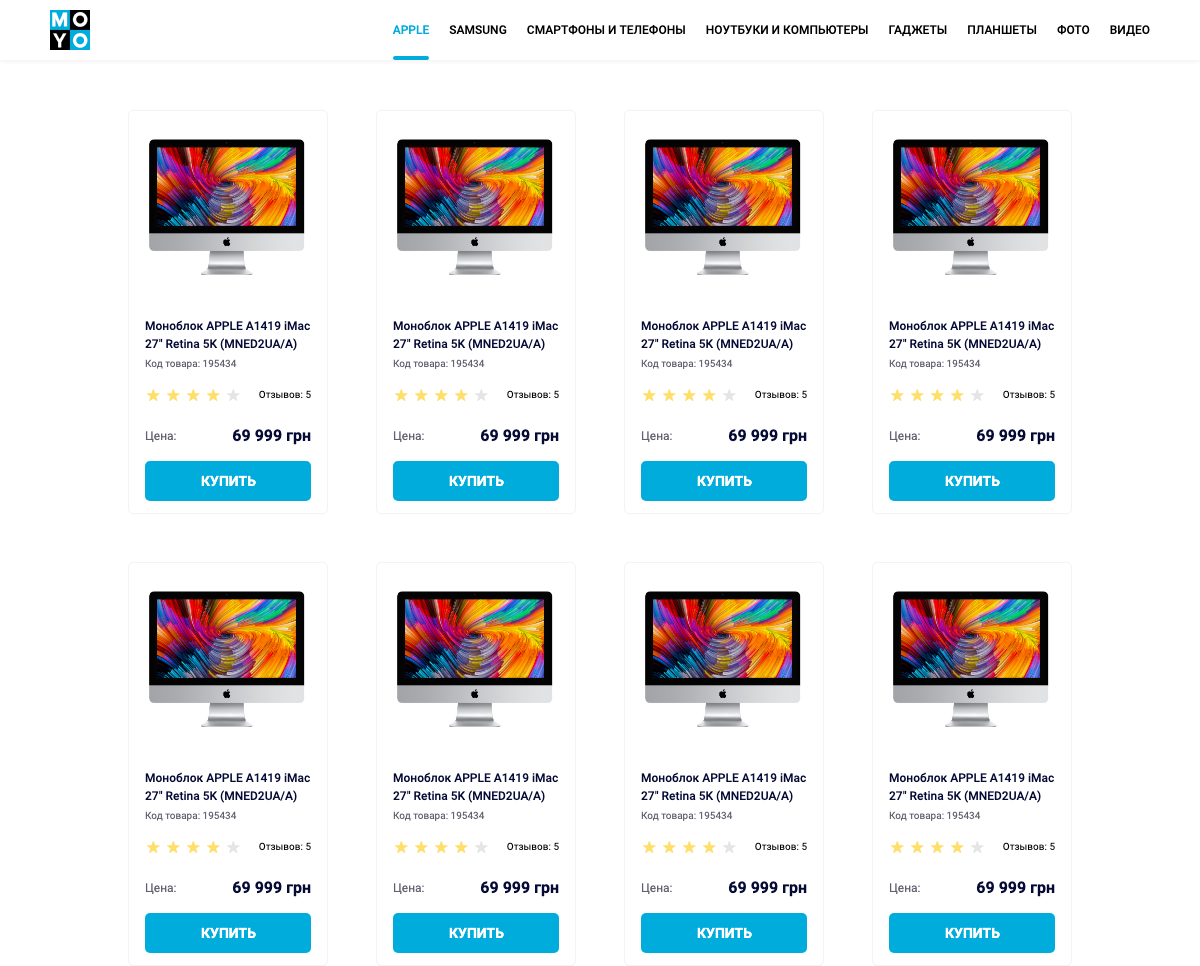 MO
YO
APPLE SAMSUNG СМАРТФОНЫ И ТЕЛЕФОНЫ НОУТБУКИ И КОМПЬЮТЕРЫ ГАДЖЕТЫ ПЛАНШЕТЫ ФОТО ВИДЕО
Моноблок APPLE A1419 iMac
27" Retina 5K (MNED2UA/A)
Код товара: 195434
Отзывов: 5
Цена: 69 999 грн
КУПИТЬ
Моноблок APPLE A1419 iMac
27" Retina 5K (MNED2UA/A)
Код товара: 195434
Отзывов: 5
Цена: 69 999 грн
КУПИТЬ
Моноблок APPLE A1419 iMac
27" Retina 5K (MNED2UA/A)
Код товара: 195434
Отзывов: 5
Цена: 69 999 грн
КУПИТЬ
Моноблок APPLE A1419 iMac
27" Retina 5K (MNED2UA/A)
Код товара: 195434
Отзывов: 5
Цена: 69 999 грн
КУПИТЬ
Моноблок APPLE A1419 iMac
27" Retina 5K (MNED2UA/A)
Код товара: 195434
Отзывов: 5
Цена: 69 999 грн
КУПИТЬ
Моноблок APPLE A1419 iMac
27" Retina 5K (MNED2UA/A)
Код товара: 195434
Отзывов: 5
Цена: 69 999 грн
КУПИТЬ
Моноблок APPLE A1419 iMac
27" Retina 5K (MNED2UA/A)
Код товара: 195434
Отзывов: 5
Цена: 69 999 грн
КУПИТЬ
Моноблок APPLE A1419 iMac
27" Retina 5K (MNED2UA/A)
Код товара: 195434
Отзывов: 5
Цена: 69 999 грн
КУПИТЬ